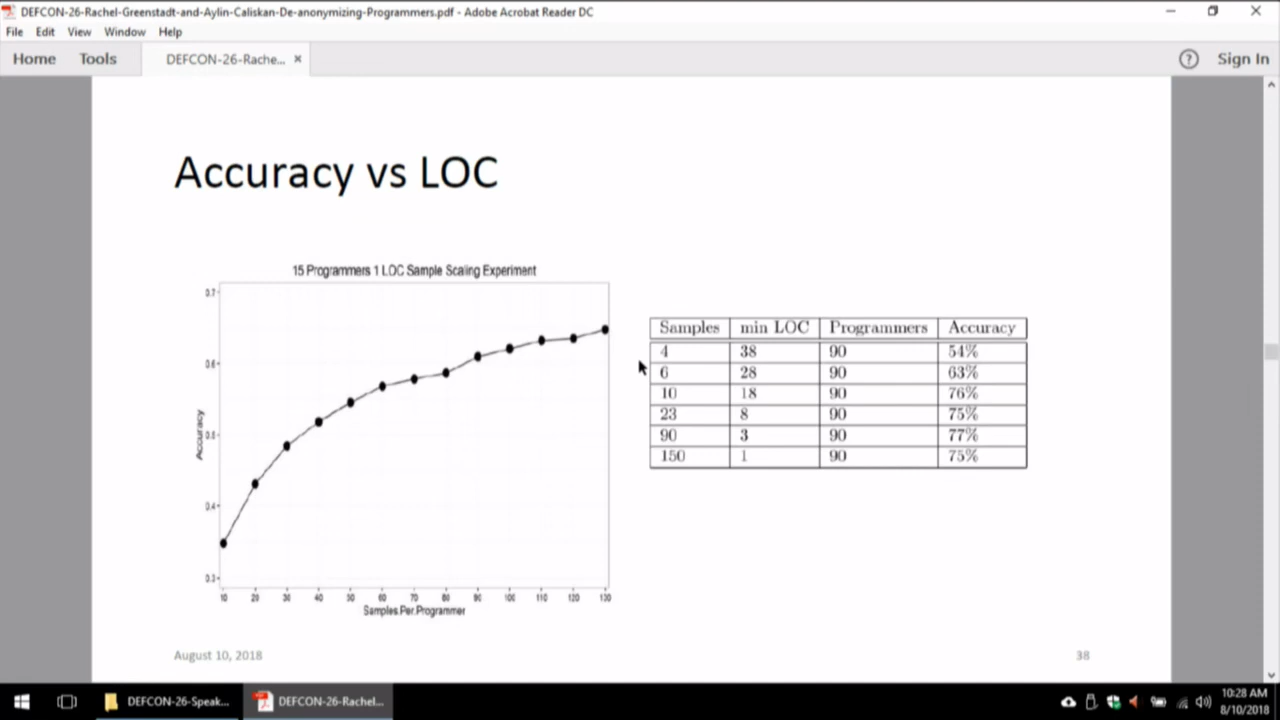 DEFCON-26-Rachel-Greenstadt-and-Aylin-Caliskan-De-anonymizing-Programmers.pdf - Adobe Acrobat Reader DC
File Edit View Window Help
Home Tools DEFCON-26-Rache... × ? Sign In
Accuracy vs LOC
15 Programmers 1 LOC Sample Scaling Experiment
0.7
0.6
0.5
0.4
0.3
Accuracy
10 20 30 40 50 60 70 80 90 100 110 120 130
Samples.Per.Programmer
Samples min LOC Programmers Accuracy
4 38 90 54%
6 28 90 63%
10 18 90 76%
23 8 90 75%
90 3 90 77%
150 1 90 75%
August 10, 2018 38
DEFCON-26-Speak... DEFCON-26-Rachel... 10:28 AM
8/10/2018